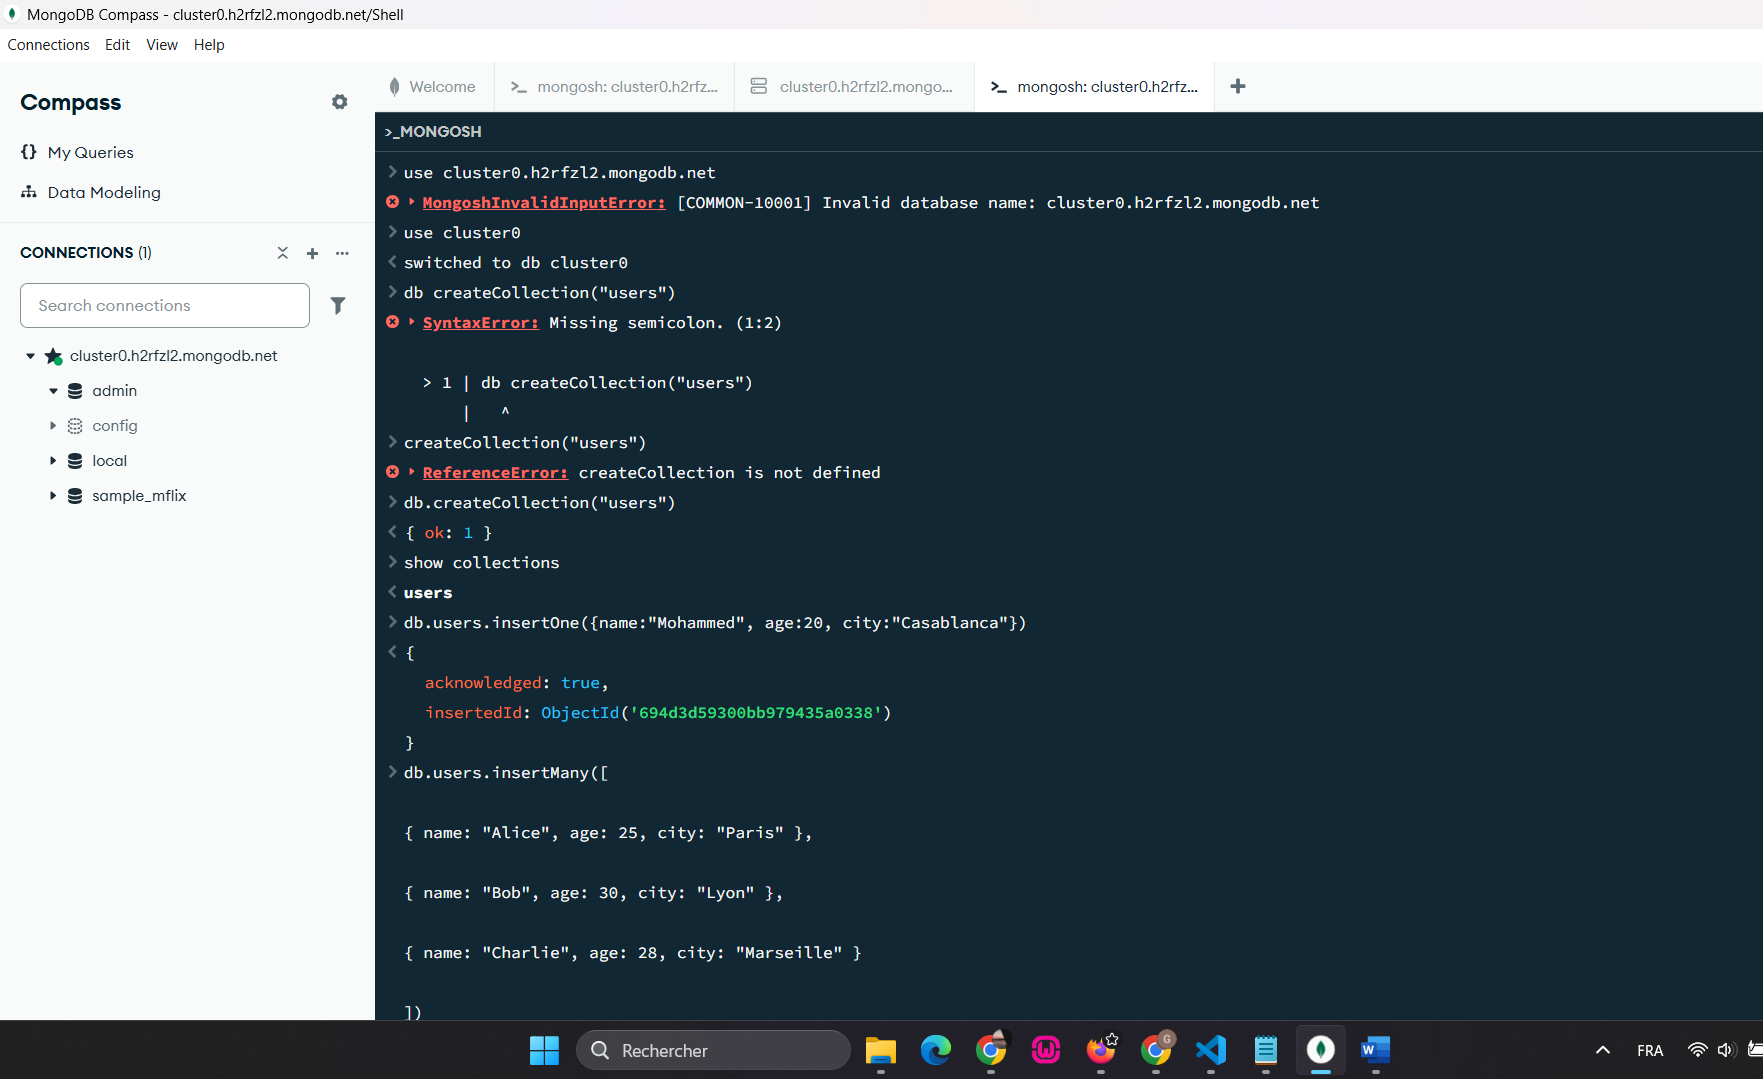 MongoDB Compass - cluster0.h2rfzl2.mongodb.net/Shell
Connections Edit View Help
Compass
My Queries
Data Modeling
CONNECTIONS (1)
Search connections
cluster0.h2rfzl2.mongodb.net
admin
config
local
sample_mflix
Welcome
mongosh: cluster0.h2rfz...
cluster0.h2rfzl2.mongo...
mongosh: cluster0.h2rfz...
>_MONGOSH
> use cluster0.h2rfzl2.mongodb.net
MongoshInvalidInputError: [COMMON-10001] Invalid database name: cluster0.h2rfzl2.mongodb.net
> use cluster0
< switched to db cluster0
> db createCollection("users")
SyntaxError: Missing semicolon. (1:2)
> 1 | db createCollection("users")
| ^
> createCollection("users")
ReferenceError: createCollection is not defined
> db.createCollection("users")
< { ok: 1 }
> show collections
< users
> db.users.insertOne({name:"Mohammed", age:20, city:"Casablanca"})
< {
acknowledged: true,
insertedId: ObjectId('694d3d59300bb979435a0338')
}
> db.users.insertMany([
{ name: "Alice", age: 25, city: "Paris" },
{ name: "Bob", age: 30, city: "Lyon" },
{ name: "Charlie", age: 28, city: "Marseille" }
])
Rechercher
G
W
FRA